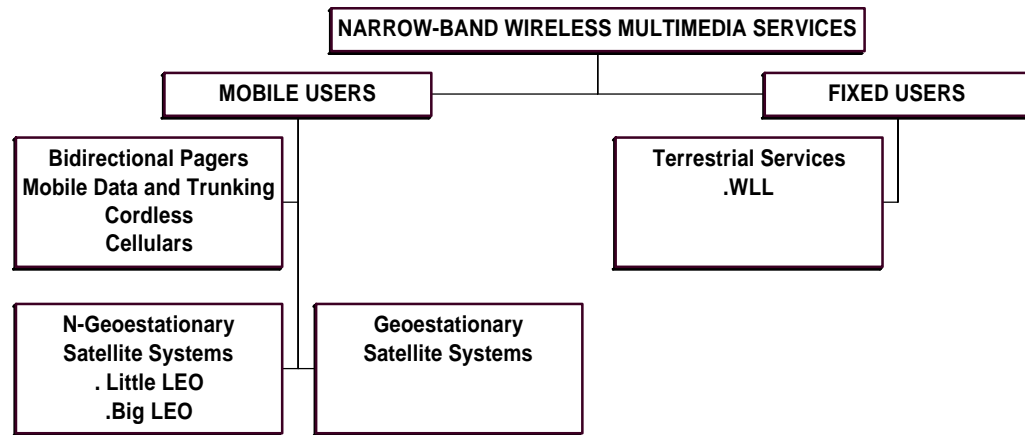 NARROW-BAND WIRELESS MULTIMEDIA SERVICES
MOBILE USERS
FIXED USERS
Bidirectional Pagers
Mobile Data and Trunking
Cordless
Cellulars
Terrestrial Services
.WLL
N-Geoestationary
Satellite Systems
. Little LEO
.Big LEO
Geoestationary
Satellite Systems